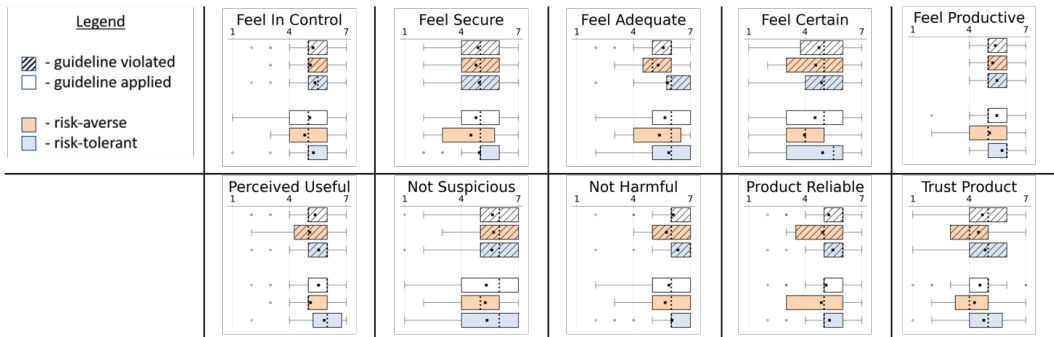 Legend
- guideline violated
- guideline applied
- risk-averse
- risk-tolerant
Feel In Control
1 4 7
Feel Secure
1 4 7
Feel Adequate
1 4 7
Feel Certain
1 4 7
Feel Productive
1 4 7
Perceived Useful
1 4 7
Not Suspicious
1 4 7
Not Harmful
1 4 7
Product Reliable
1 4 7
Trust Product
1 4 7